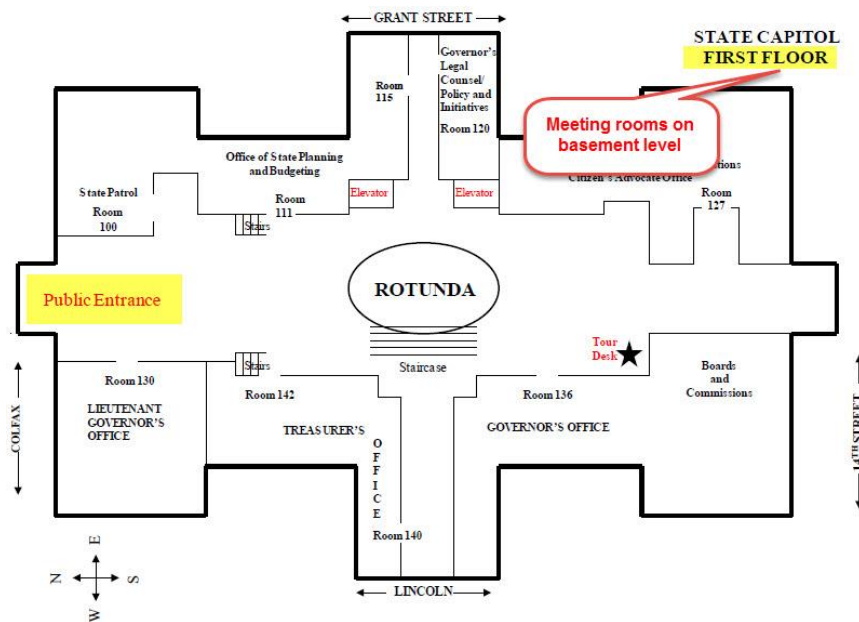 GRANT STREET
STATE CAPITOL
FIRST FLOOR
Meeting rooms on
basement level
Governor's
Legal
Counsel/
Policy and
Initiatives
Room 120
Room
115
Office of State Planning
and Budgeting
Room
111
State Patrol
Room
100
Elevator
Elevator
Citizen's Advocate Office
Room
127
Stairs
Public Entrance
ROTUNDA
Staircase
Tour
Desk
Stairs
Room 130
LIEUTENANT
GOVERNOR'S
OFFICE
Room 142
TREASURER'S
O
F
F
I
C
E
Room 140
Room 136
GOVERNOR'S OFFICE
Boards
and
Commissions
COLFAX
14TH STREET
LINCOLN
E
N
S
W